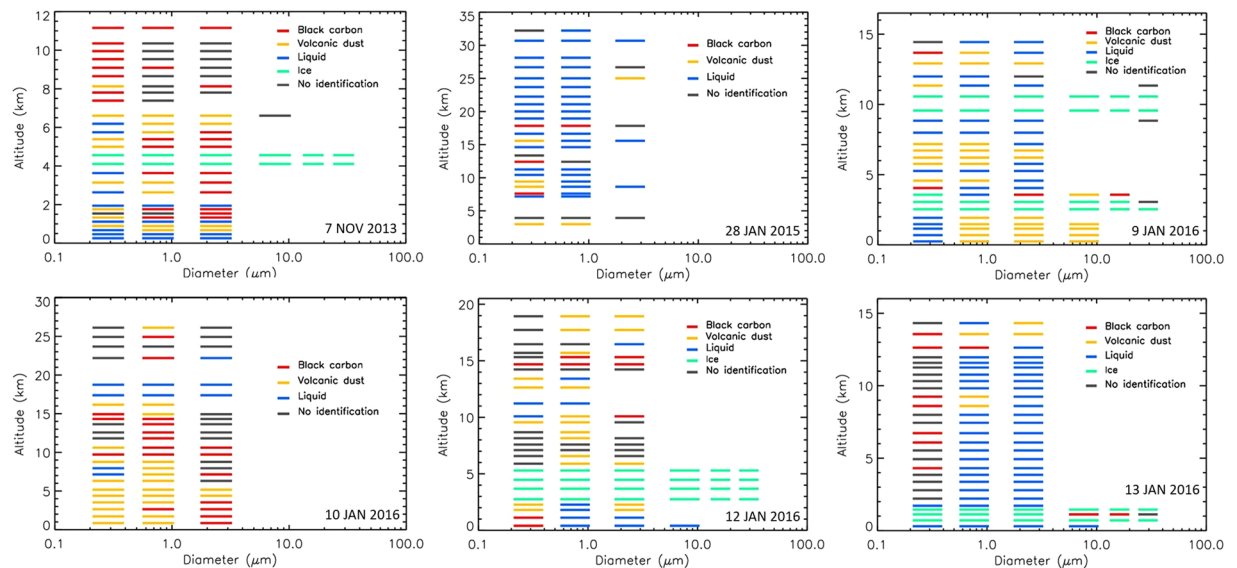 12
10
8
6
4
2
0
Altitude (km)
Black carbon
Volcanic dust
Liquid
Ice
No identification
7 NOV 2013
0.1 1.0 10.0 100.0
Diameter (μm)
35
30
25
20
15
10
5
0
Altitude (km)
Black carbon
Volcanic dust
Liquid
No identification
28 JAN 2015
0.1 1.0 10.0 100.0
Diameter (μm)
15
10
5
0
Altitude (km)
Black carbon
Volcanic dust
Liquid
Ice
No identification
9 JAN 2016
0.1 1.0 10.0 100.0
Diameter (μm)
30
25
20
15
10
5
0
Altitude (km)
Black carbon
Volcanic dust
Liquid
No identification
10 JAN 2016
0.1 1.0 10.0 100.0
Diameter (μm)
20
15
10
5
0
Altitude (km)
Black carbon
Volcanic dust
Liquid
Ice
No identification
12 JAN 2016
0.1 1.0 10.0 100.0
Diameter (μm)
15
10
5
0
Altitude (km)
Black carbon
Volcanic dust
Liquid
Ice
No identification
13 JAN 2016
0.1 1.0 10.0 100.0
Diameter (μm)